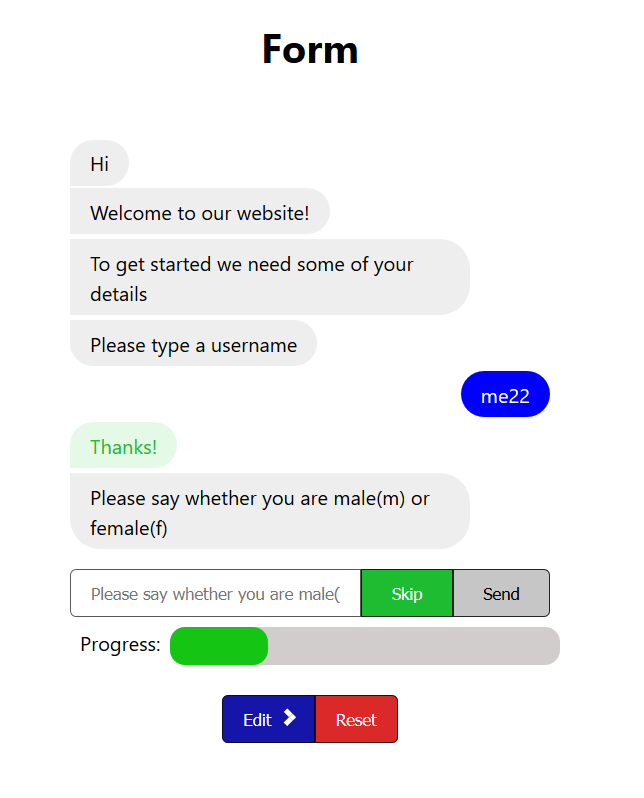 Form
Hi
Welcome to our website!
To get started we need some of your
details
Please type a username
me22
Thanks!
Please say whether you are male(m) or
female(f)
Please say whether you are male(
Skip
Send
Progress:
Edit
Reset